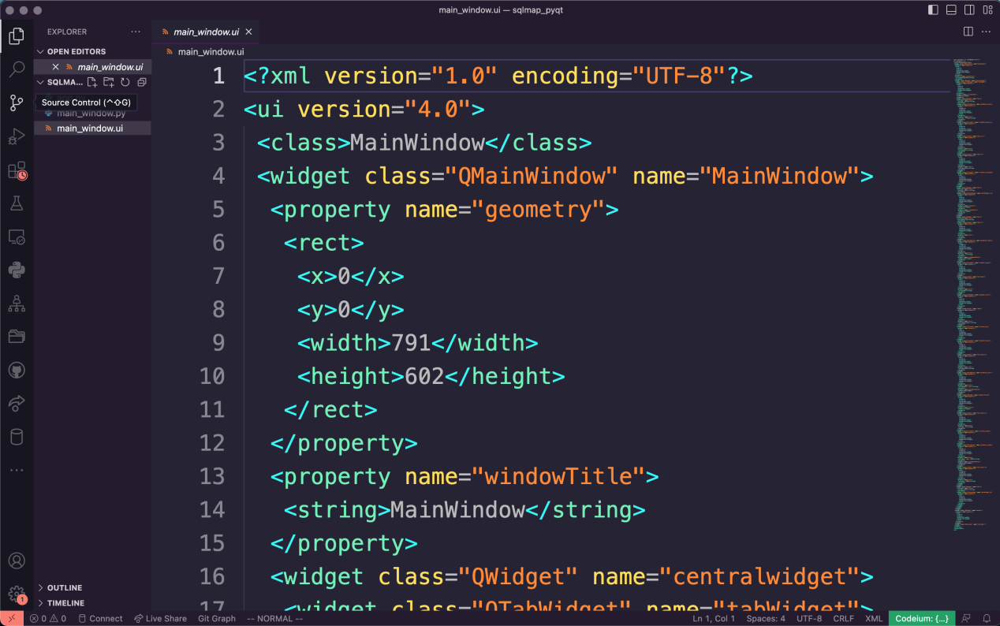 main_window.ui — sqlmap_pyqt
EXPLORER
main_window.ui
OPEN EDITORS
main_window.ui
main_window.ui
SQLMA...
Source Control (^⇧G)
main_window.py
main_window.ui
1 <?xml version="1.0" encoding="UTF-8"?>
2 <ui version="4.0">
3 <class>MainWindow</class>
4 <widget class="QMainWindow" name="MainWindow">
5 <property name="geometry">
6 <rect>
7 <x>0</x>
8 <y>0</y>
9 <width>791</width>
10 <height>602</height>
11 </rect>
12 </property>
13 <property name="windowTitle">
14 <string>MainWindow</string>
15 </property>
16 <widget class="QWidget" name="centralwidget">
17 <widget class="QTabWidget" name="tabWidget">
OUTLINE
TIMELINE
1
0 0 Connect Live Share Git Graph -- NORMAL -- Ln 1, Col 1 Spaces: 4 UTF-8 CRLF XML Codeium: {...}